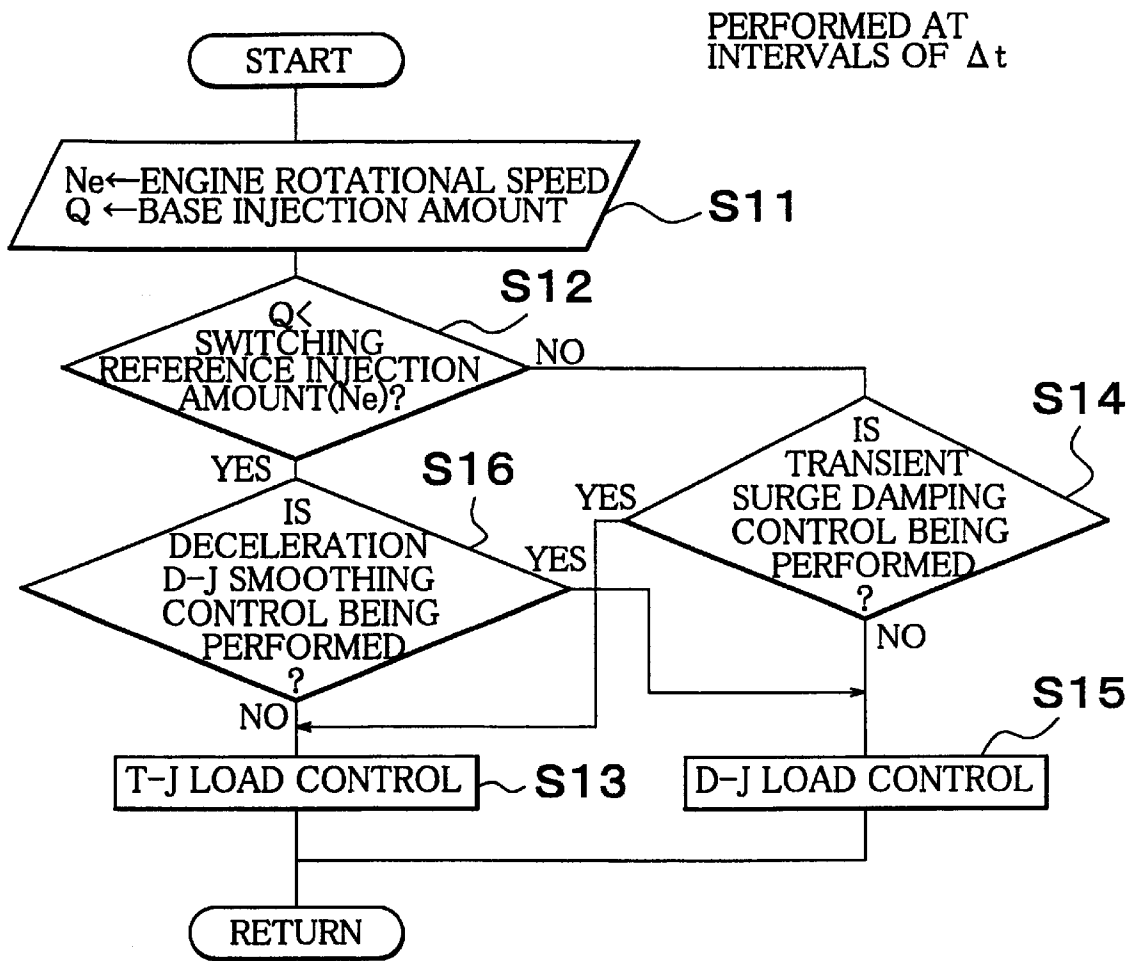 PERFORMED AT
INTERVALS OF Δt
START
Ne←ENGINE ROTATIONAL SPEED
Q ←BASE INJECTION AMOUNT
S11
S12
Q<
SWITCHING
REFERENCE INJECTION
AMOUNT(Ne)?
NO
YES
S14
IS
TRANSIENT
SURGE DAMPING
CONTROL BEING
PERFORMED
?
YES
NO
S16
IS
DECELERATION
D-J SMOOTHING
CONTROL BEING
PERFORMED
?
YES
NO
T-J LOAD CONTROL
S13
S15
D-J LOAD CONTROL
RETURN